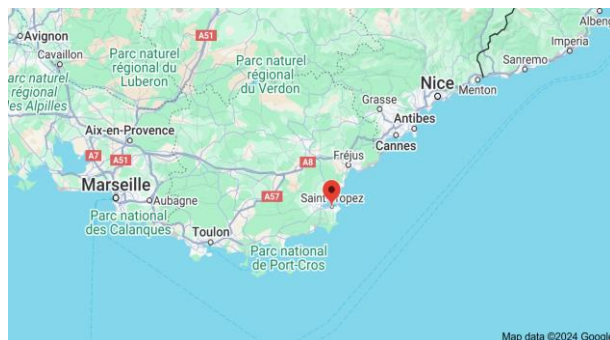 A51
Avignon
Cavaillon
Parc naturel
régional du
Luberon
Parc naturel
régional
du Verdon
Albeng
Imperia
Sanremo
Menton
Nice
Parc naturel
régional
des Alpilles
Grasse
Antibes
Cannes
Aix-en-Provence
A7
A51
A8
Fréjus
Marseille
Aubagne
A57
Saint-Tropez
Parc national
des Calanques
Toulon
Parc national
de Port-Cros
Map data ©2024 Google